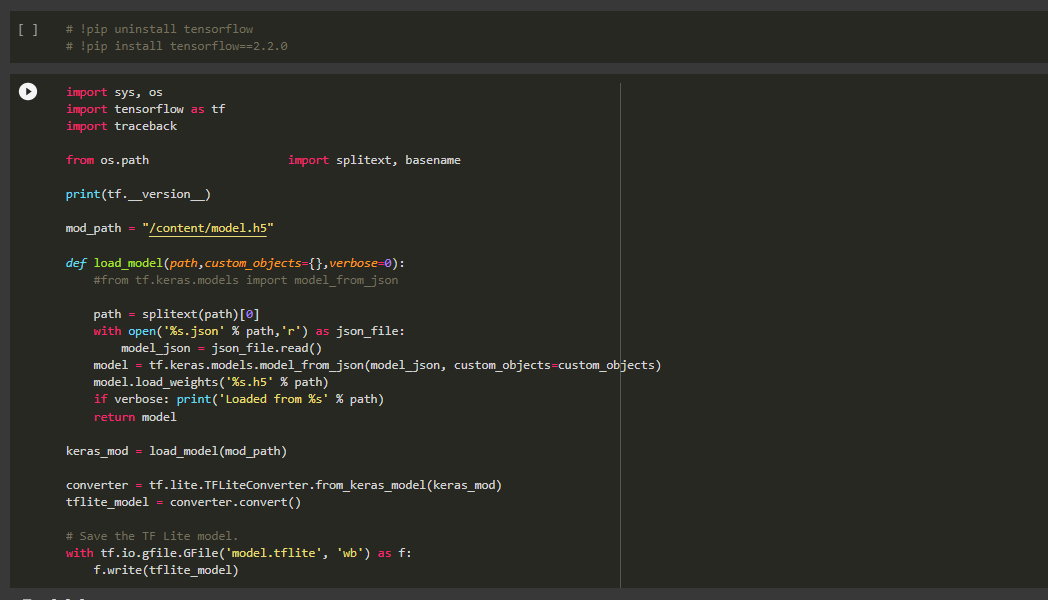 [ ] # !pip uninstall tensorflow
# !pip install tensorflow==2.2.0
import sys, os
import tensorflow as tf
import traceback
from os.path                    import splitext, basename
print(tf.__version__)
mod_path = "/content/model.h5"
def load_model(path,custom_objects={},verbose=0):
    #from tf.keras.models import model_from_json
    path = splitext(path)[0]
    with open('%s.json' % path,'r') as json_file:
        model_json = json_file.read()
    model = tf.keras.models.model_from_json(model_json, custom_objects=custom_objects)
    model.load_weights('%s.h5' % path)
    if verbose: print('Loaded from %s' % path)
    return model
keras_mod = load_model(mod_path)
converter = tf.lite.TFLiteConverter.from_keras_model(keras_mod)
tflite_model = converter.convert()
# Save the TF Lite model.
with tf.io.gfile.GFile('model.tflite', 'wb') as f:
    f.write(tflite_model)